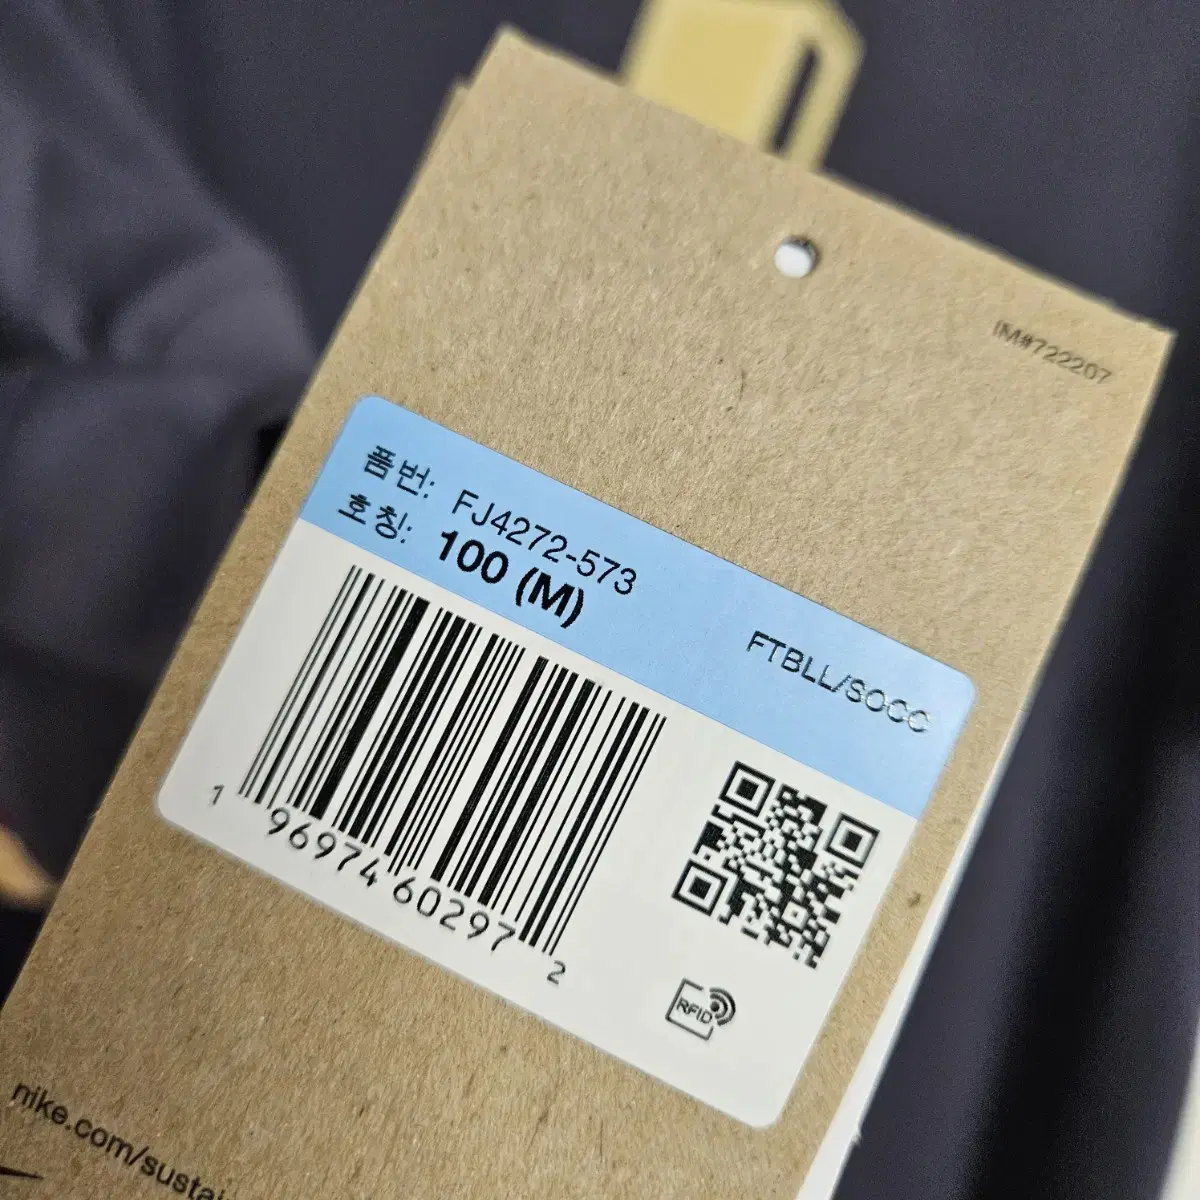 IM#722207
품번: FJ4272-573
호칭: 100 (M)
FTBLL/SOCC
1 96974 60297 2
RFID
nike.com/sustai